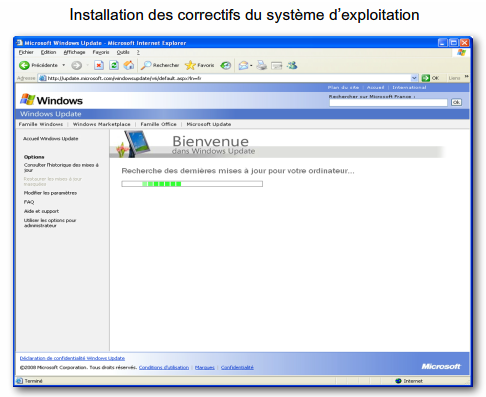 Installation des correctifs du système d'exploitation
Microsoft Windows Update - Microsoft Internet Explorer
Fichier Edition Affichage Favoris Outils ?
Précédente Rechercher Favoris
Adresse http://update.microsoft.com/windowsupdate/v6/default.aspx?ln=fr OK Liens »
Plan du site | Accueil | International
Windows
Rechercher sur Microsoft France :
Ok
Windows Update
Famille Windows | Windows Marketplace | Famille Office | Microsoft Update
Accueil Windows Update
Bienvenue
dans Windows Update
Options
Consulter l'historique des mises à
jour
Restaurer les mises à jour
masquées
Modifier les paramètres
FAQ
Aide et support
Utiliser les options pour
administrateur
Recherche des dernières mises à jour pour votre ordinateur...
Déclaration de confidentialité Windows Update
©2008 Microsoft Corporation. Tous droits réservés. Conditions d'utilisation | Marques | Confidentialité
Microsoft
Terminé
Internet